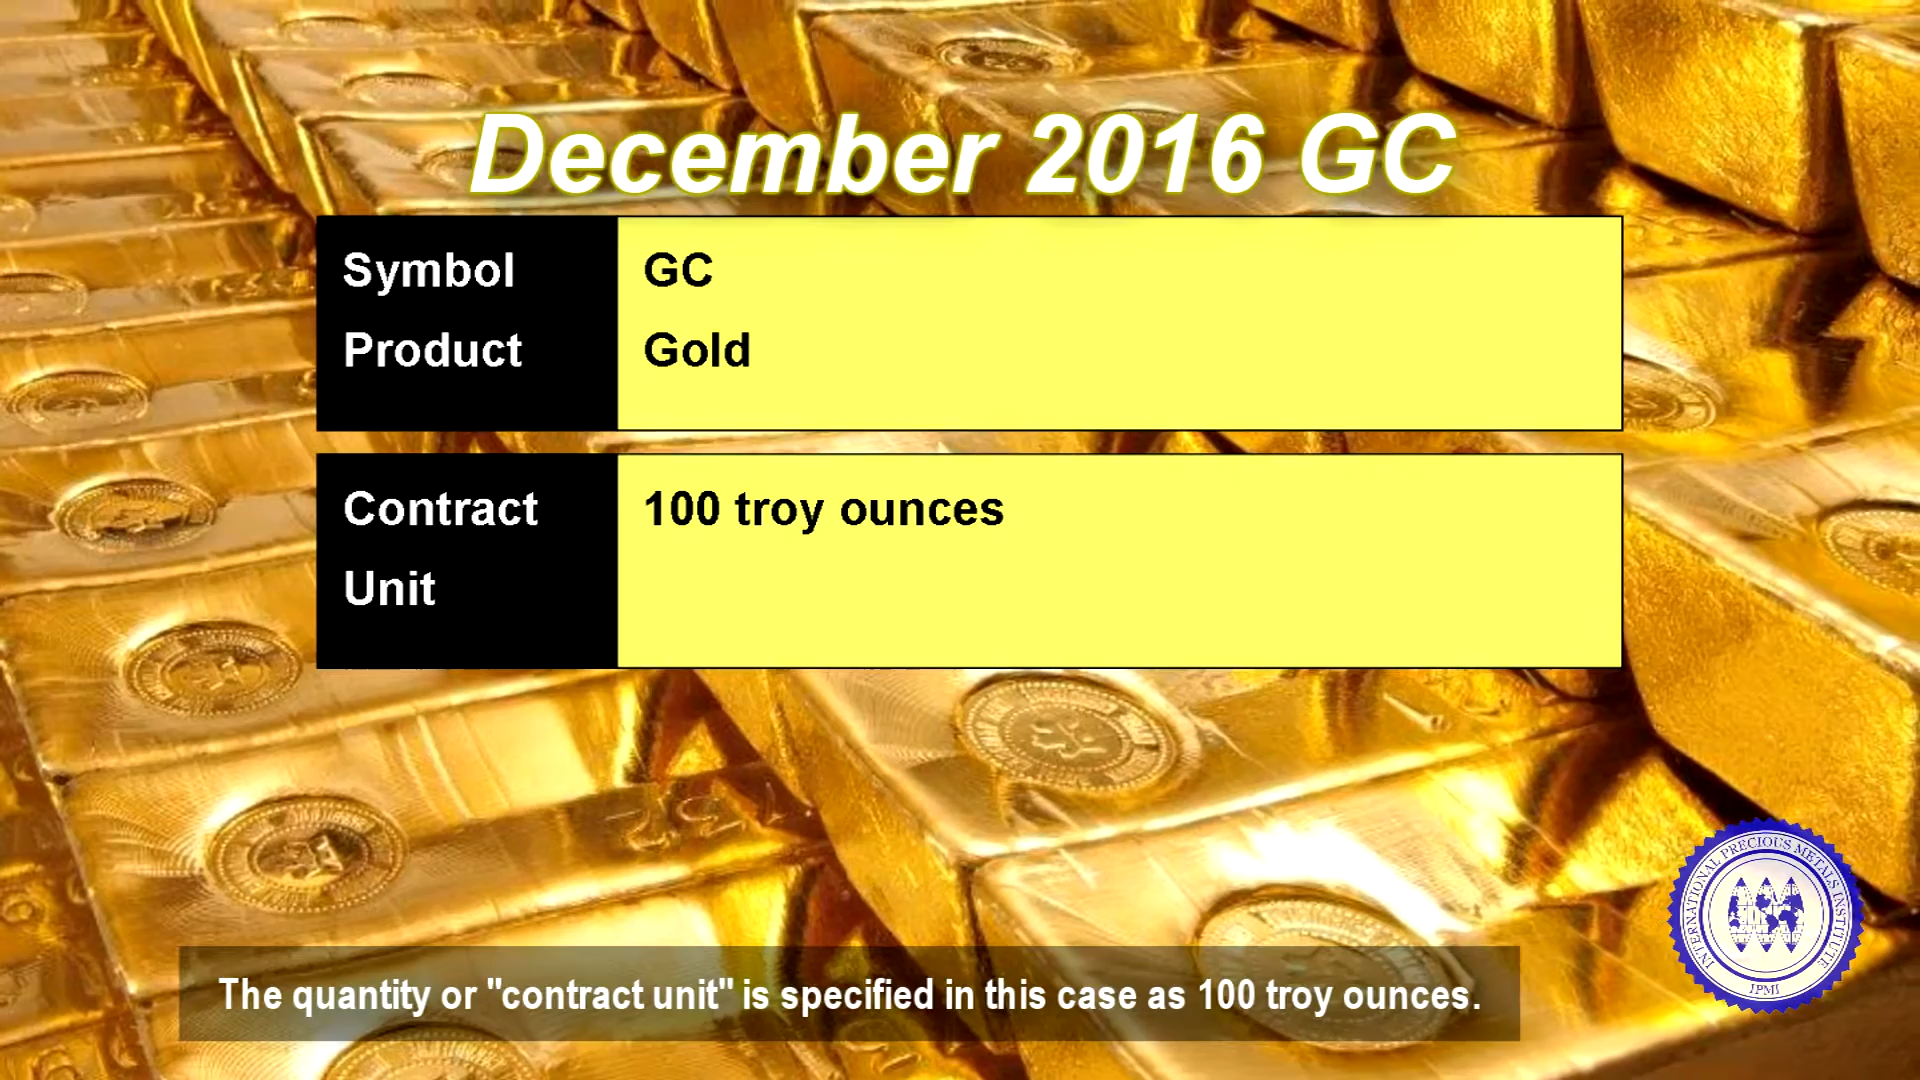 December 2016 GC
Symbol GC
Product Gold
Contract 100 troy ounces
Unit
The quantity or "contract unit" is specified in this case as 100 troy ounces.
INTERNATIONAL PRECIOUS METALS INSTITUTE
IPMI